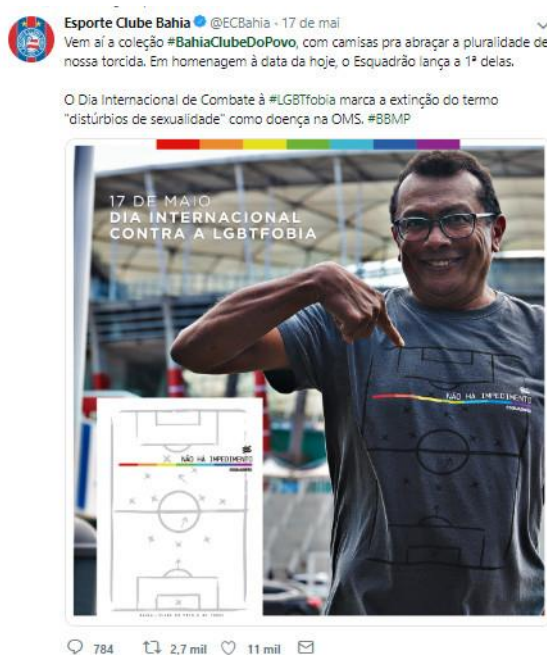 Esporte Clube Bahia @ECBahia · 17 de mai
Vem aí a coleção #BahiaClubeDoPovo, com camisas pra abraçar a pluralidade de
nossa torcida. Em homenagem à data da hoje, o Esquadrão lança a 1ª delas.
O Dia Internacional de Combate à #LGBTfobia marca a extinção do termo
"distúrbios de sexualidade" como doença na OMS. #BBMP
17 DE MAIO
DIA INTERNACIONAL
CONTRA A LGBTFOBIA
NÃO HÁ IMPEDIMENTO
NÃO HÁ IMPEDIMENTO
784 2,7 mil 11 mil